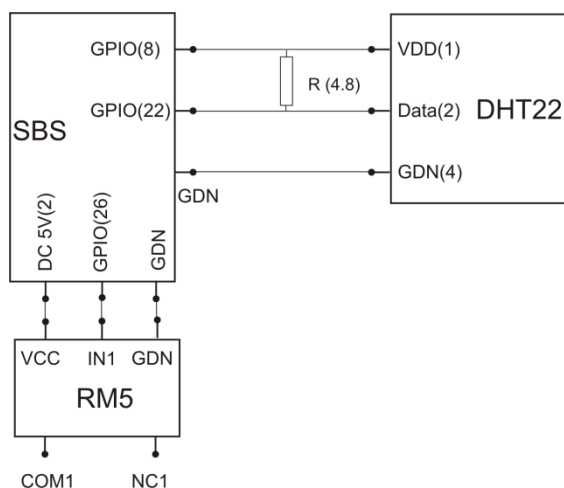 GPIO(8)
VDD(1)
R (4.8)
GPIO(22)
Data(2)
SBS
DHT22
GDN(4)
GDN
DC 5V(2)
GPIO(26)
GDN
VCC
IN1
GDN
RM5
COM1
NC1